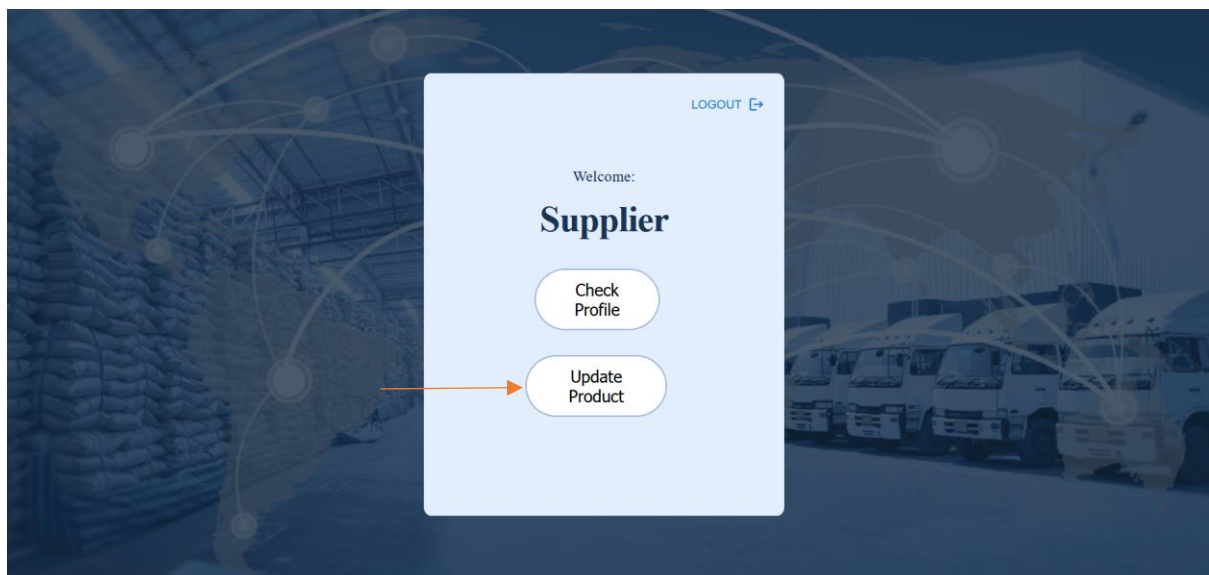 LOGOUT
Welcome:
Supplier
Check
Profile
Update
Product